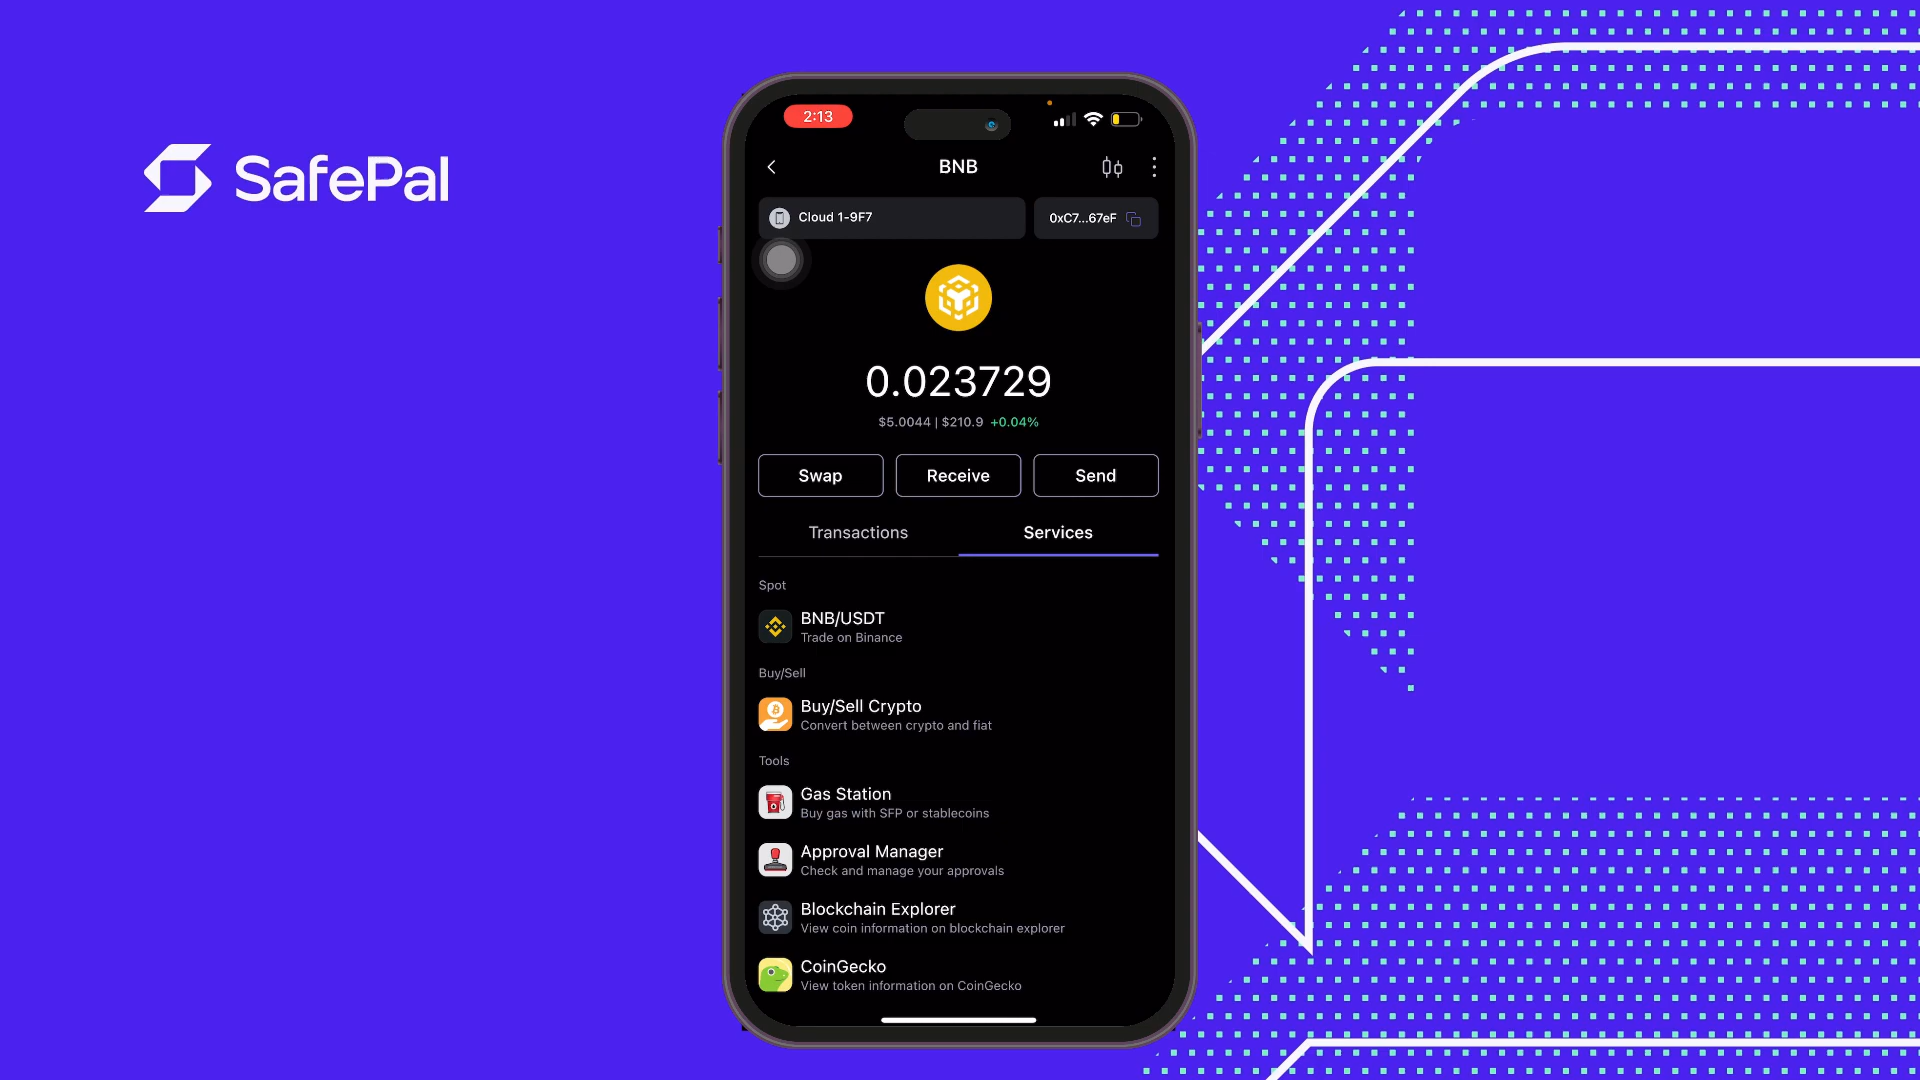 SafePal
2:13
BNB
Cloud 1-9F7
0xC7...67eF
0.023729
$5.0044 | $210.9 +0.04%
Swap
Receive
Send
Transactions
Services
Spot
BNB/USDT
Trade on Binance
Buy/Sell
Buy/Sell Crypto
Convert between crypto and fiat
Tools
Gas Station
Buy gas with SFP or stablecoins
Approval Manager
Check and manage your approvals
Blockchain Explorer
View coin information on blockchain explorer
CoinGecko
View token information on CoinGecko